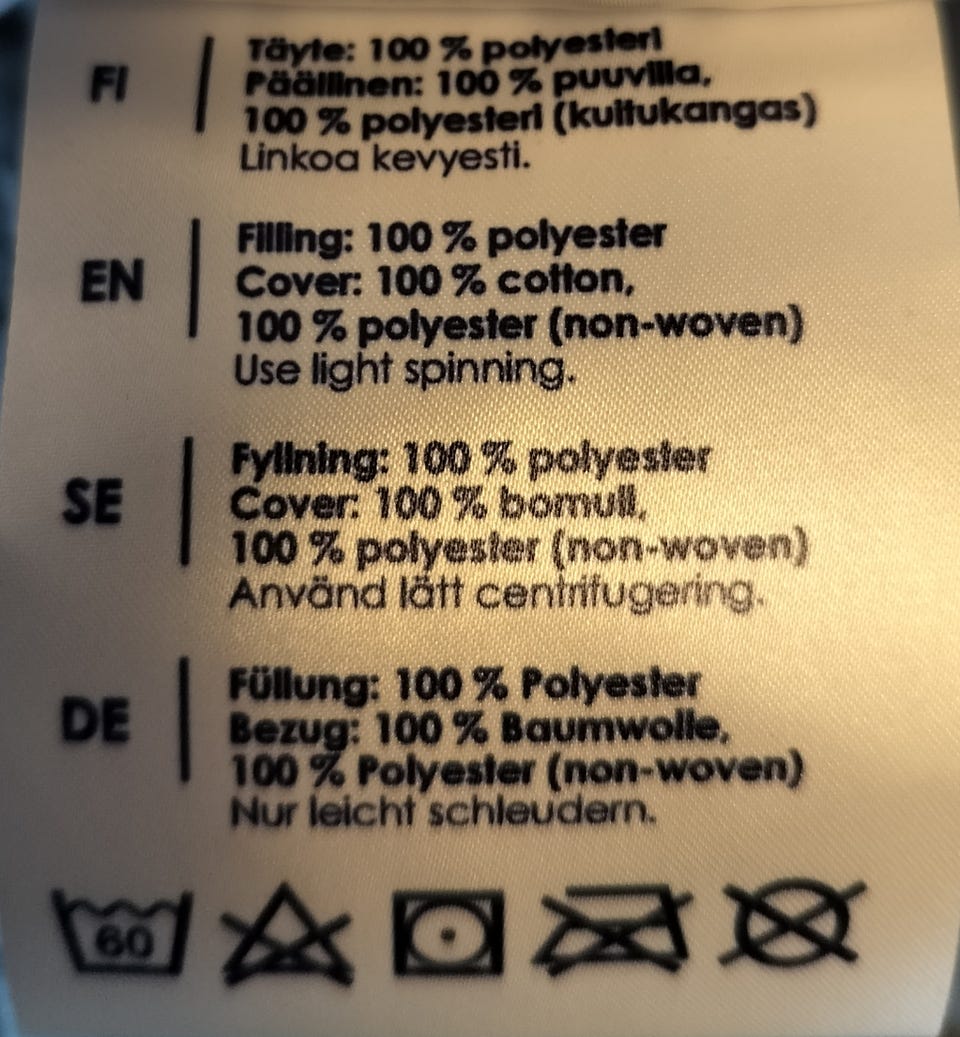 FI
Täyte: 100 % polyesteri
Päällinen: 100 % puuvilla,
100 % polyesteri (kuitukangas)
Linkoa kevyesti.
EN
Filling: 100 % polyester
Cover: 100 % cotton,
100 % polyester (non-woven)
Use light spinning.
SE
Fyllning: 100 % polyester
Cover: 100 % bomull,
100 % polyester (non-woven)
Använd lätt centrifugering.
DE
Füllung: 100 % Polyester
Bezug: 100 % Baumwolle,
100 % Polyester (non-woven)
Nur leicht schleudern.
60